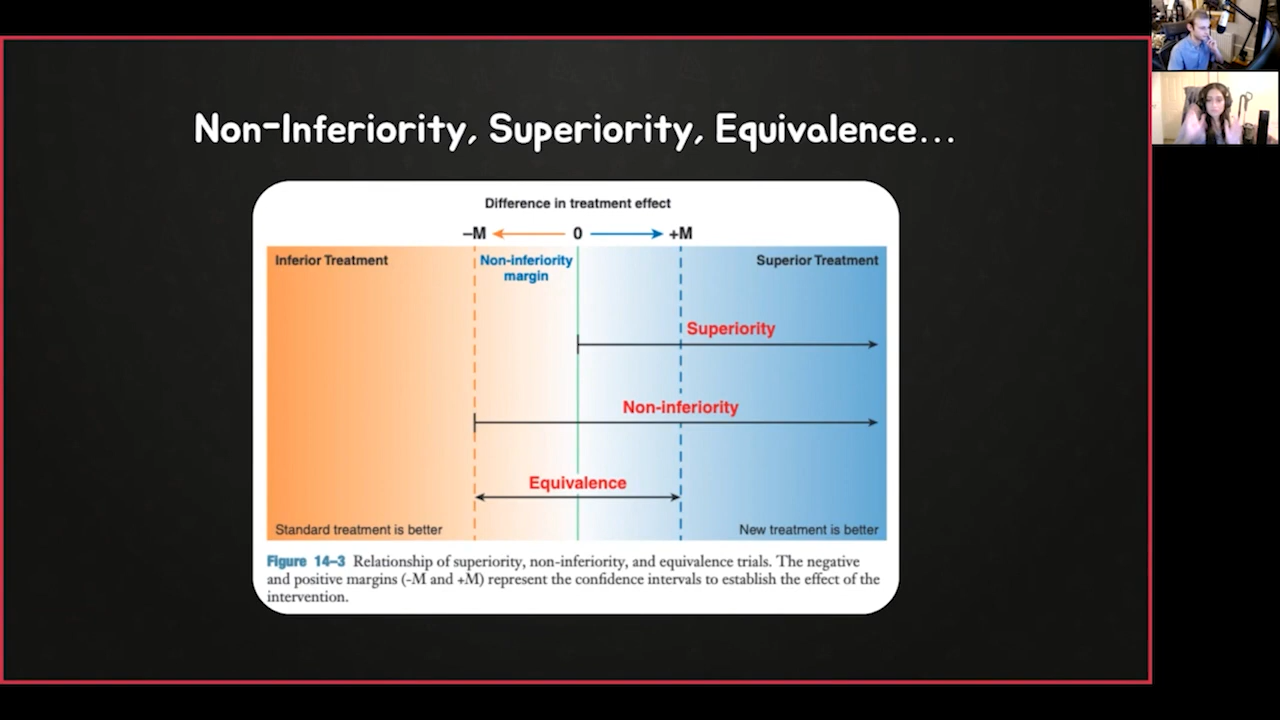 Non-Inferiority, Superiority, Equivalence...
Difference in treatment effect
–M 0 +M
Inferior Treatment
Non-inferiority
margin
Superior Treatment
Superiority
Non-inferiority
Equivalence
Standard treatment is better
New treatment is better
Figure 14–3 Relationship of superiority, non-inferiority, and equivalence trials. The negative
and positive margins (-M and +M) represent the confidence intervals to establish the effect of the
intervention.